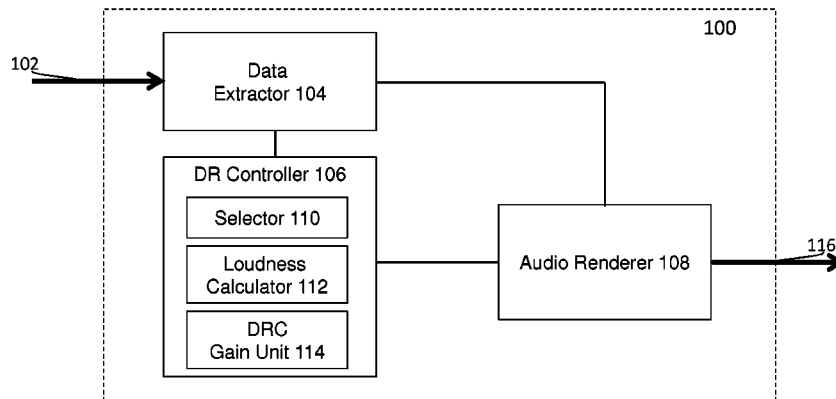 100
102
Data
Extractor 104
DR Controller 106
Selector 110
Loudness
Calculator 112
DRC
Gain Unit 114
Audio Renderer 108
116